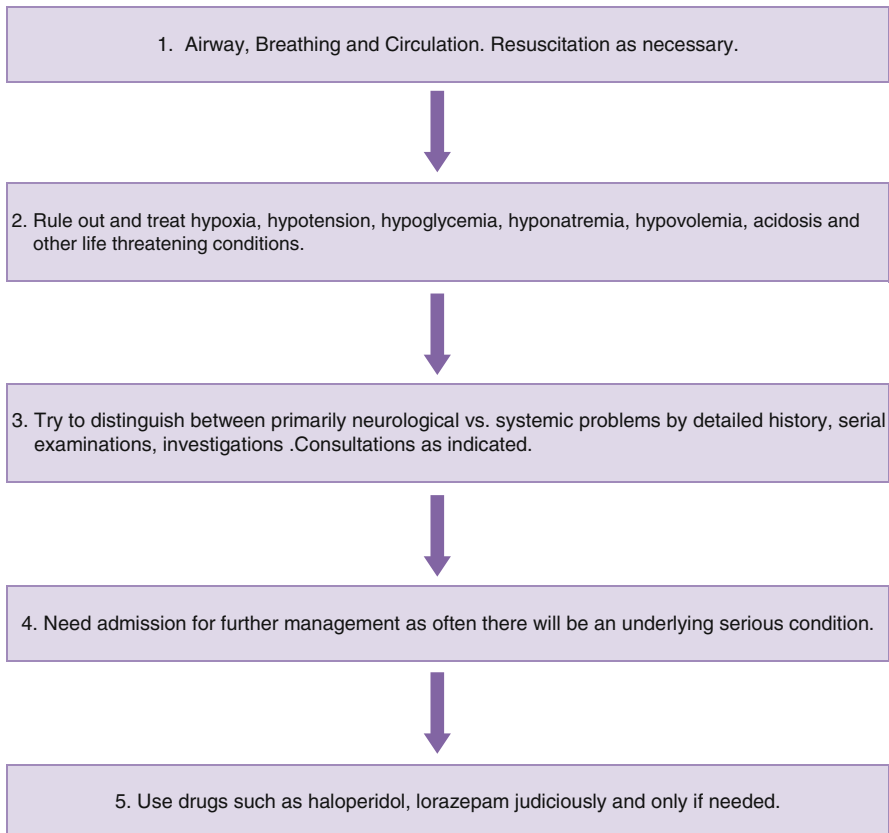 1. Airway, Breathing and Circulation. Resuscitation as necessary.
2. Rule out and treat hypoxia, hypotension, hypoglycemia, hyponatremia, hypovolemia, acidosis and
other life threatening conditions.
3. Try to distinguish between primarily neurological vs. systemic problems by detailed history, serial
examinations, investigations .Consultations as indicated.
4. Need admission for further management as often there will be an underlying serious condition.
5. Use drugs such as haloperidol, lorazepam judiciously and only if needed.